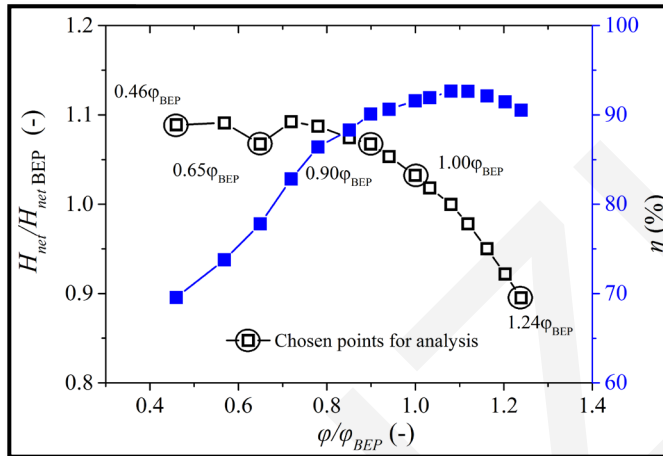 1.2
1.1
1.0
0.9
0.8
H_net/H_net BEP (-)
100
90
80
70
60
η (%)
0.46φ_BEP
0.65φ_BEP
0.90φ_BEP
1.00φ_BEP
1.24φ_BEP
Chosen points for analysis
0.4 0.6 0.8 1.0 1.2 1.4
φ/φ_BEP (-)